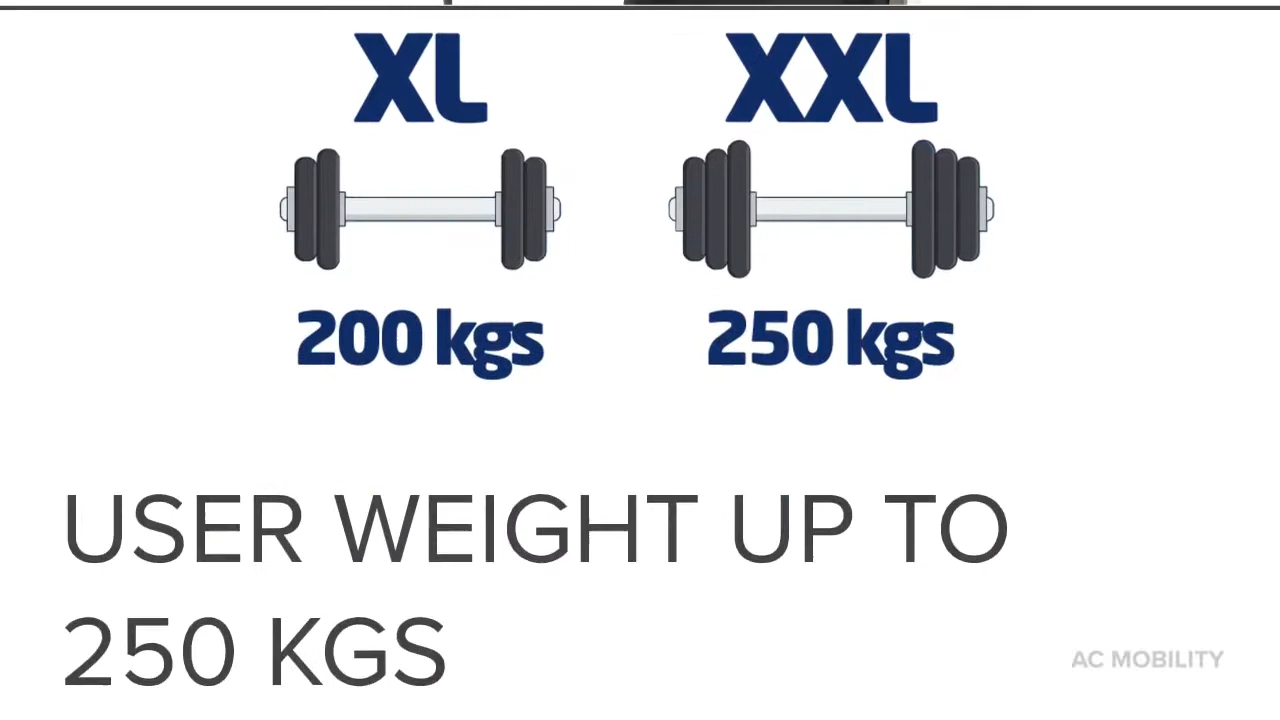 XL XXL
200 kgs 250 kgs
USER WEIGHT UP TO
250 KGS
AC MOBILITY